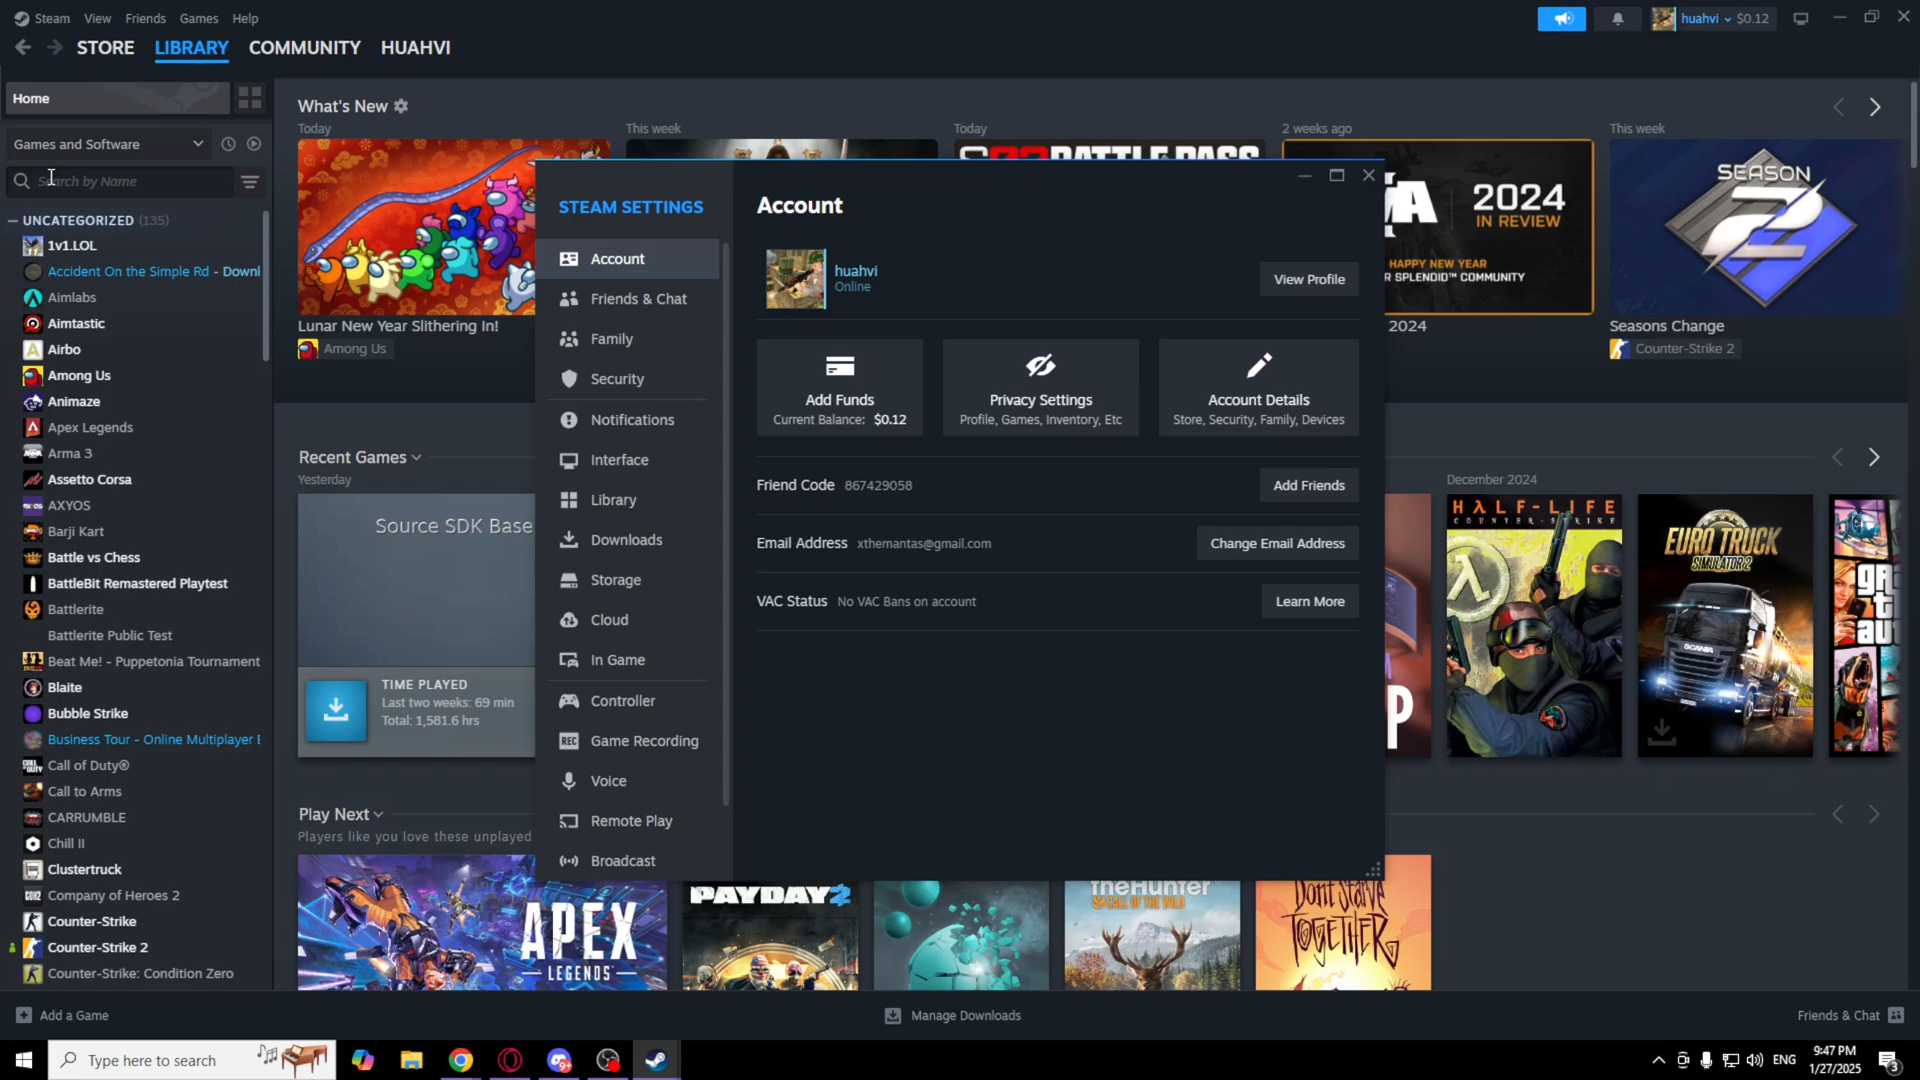 Steam View Friends Games Help
huahvi $0.12
STORE LIBRARY COMMUNITY HUAHVI
Home
Games and Software
Search by Name
UNCATEGORIZED (135)
1v1.LOL
Accident On the Simple Rd - Downl
Aimlabs
Aimtastic
Airbo
Among Us
Animaze
Apex Legends
Arma 3
Assetto Corsa
AXYOS
Barji Kart
Battle vs Chess
BattleBit Remastered Playtest
Battlerite
Battlerite Public Test
Beat Me! - Puppetonia Tournament
Blaite
Bubble Strike
Business Tour - Online Multiplayer
Call of Duty®
Call to Arms
CARRUMBLE
Chill II
Clustertruck
Company of Heroes 2
Counter-Strike
Counter-Strike 2
Counter-Strike: Condition Zero
What's New
Today
This week
Today
2 weeks ago
This week
BATTLE PASS
2024
IN REVIEW
HAPPY NEW YEAR
R SPLENDID™ COMMUNITY
SEASON
2
Lunar New Year Slithering In!
Among Us
2024
Seasons Change
Counter-Strike 2
Recent Games
Yesterday
December 2024
Source SDK Base
TIME PLAYED
Last two weeks: 69 min
Total: 1,581.6 hrs
HALF-LIFE
COUNTER-STRIKE
EURO TRUCK
SIMULATOR 2
SCANIA
Play Next
Players like you love these unplayed
APEX
LEGENDS
PAYDAY 2
theHunter
CALL OF THE WILD
Don't Starve
TOGETHER
STEAM SETTINGS
Account
Friends & Chat
Family
Security
Notifications
Interface
Library
Downloads
Storage
Cloud
In Game
Controller
REC Game Recording
Voice
Remote Play
Broadcast
Account
huahvi
Online
View Profile
Add Funds
Current Balance: $0.12
Privacy Settings
Profile, Games, Inventory, Etc
Account Details
Store, Security, Family, Devices
Friend Code 867429058
Add Friends
Email Address xthemantas@gmail.com
Change Email Address
VAC Status No VAC Bans on account
Learn More
Add a Game
Manage Downloads
Friends & Chat
Type here to search
ENG
9:47 PM
1/27/2025
3